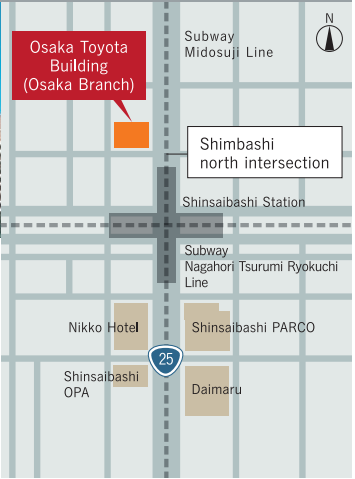 N
Subway
Midosuji Line
Osaka Toyota
Building
(Osaka Branch)
Shimbashi
north intersection
Shinsaibashi Station
Subway
Nagahori Tsurumi Ryokuchi
Line
Nikko Hotel
Shinsaibashi PARCO
25
Shinsaibashi
OPA
Daimaru